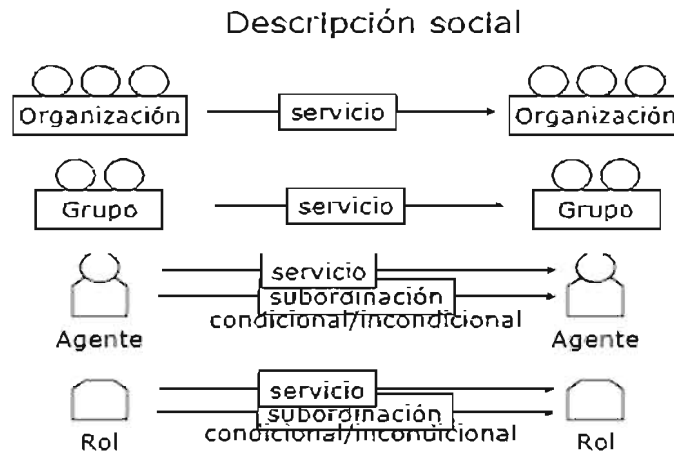 Descripción social
Organización servicio Organización
Grupo servicio Grupo
servicio
subordinación
condicional/incondicional
Agente Agente
servicio
subordinación
condicional/incondicional
Rol Rol